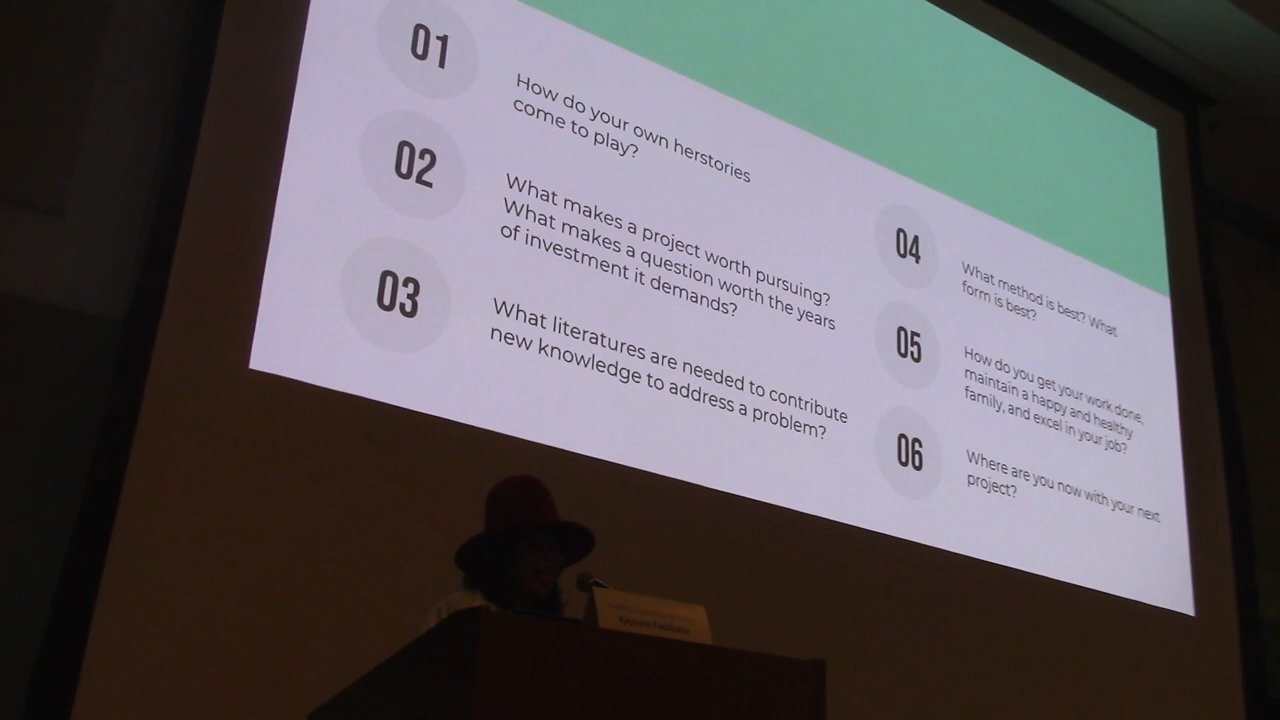 01
How do your own herstories
come to play?
02
What makes a project worth pursuing?
What makes a question worth the years
of investment it demands?
03
What literatures are needed to contribute
new knowledge to address a problem?
04
What method is best? What
form is best?
05
How do you get your work done,
maintain a happy and healthy
family, and excel in your job?
06
Where are you now with your next
project?